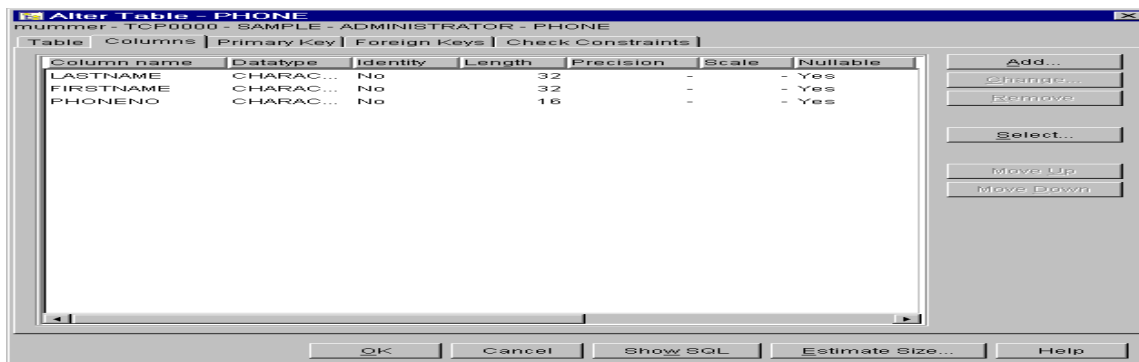 Alter Table - PHONE
mummer - TCP0000 - SAMPLE - ADMINISTRATOR - PHONE
Table Columns Primary Key Foreign Keys Check Constraints
Column name Datatype Identity Length Precision Scale Nullable
LASTNAME CHARAC... No 32 - - Yes
FIRSTNAME CHARAC... No 32 - - Yes
PHONENO CHARAC... No 16 - - Yes
Add...
Change...
Remove
Select...
Move Up
Move Down
OK Cancel Show SQL Estimate Size... Help